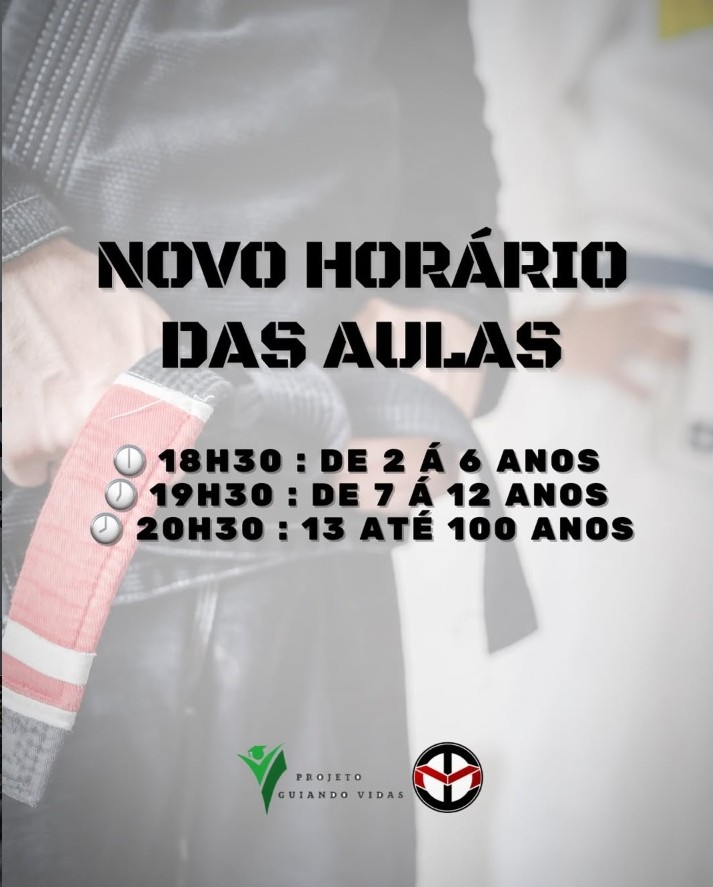 NOVO HORÁRIO
DAS AULAS
🕕 18H30 : DE 2 Á 6 ANOS
🕖 19H30 : DE 7 Á 12 ANOS
🕗 20H30 : 13 ATÉ 100 ANOS
PROJETO
GUIANDO VIDAS